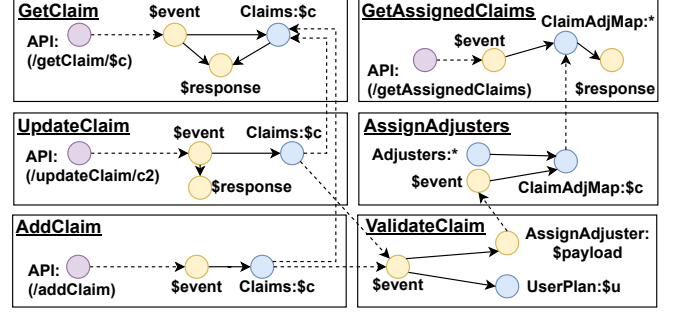 GetClaim
$event
Claims:$c
API:
(/getClaim/$c)
$response
GetAssignedClaims
ClaimAdjMap:*
$event
API:
(/getAssignedClaims)
$response
UpdateClaim
$event
Claims:$c
API:
(/updateClaim/c2)
$response
AssignAdjusters
Adjusters:*
$event
ClaimAdjMap:$c
AddClaim
API:
(/addClaim)
$event
Claims:$c
ValidateClaim
AssignAdjuster:
$payload
$event
UserPlan:$u